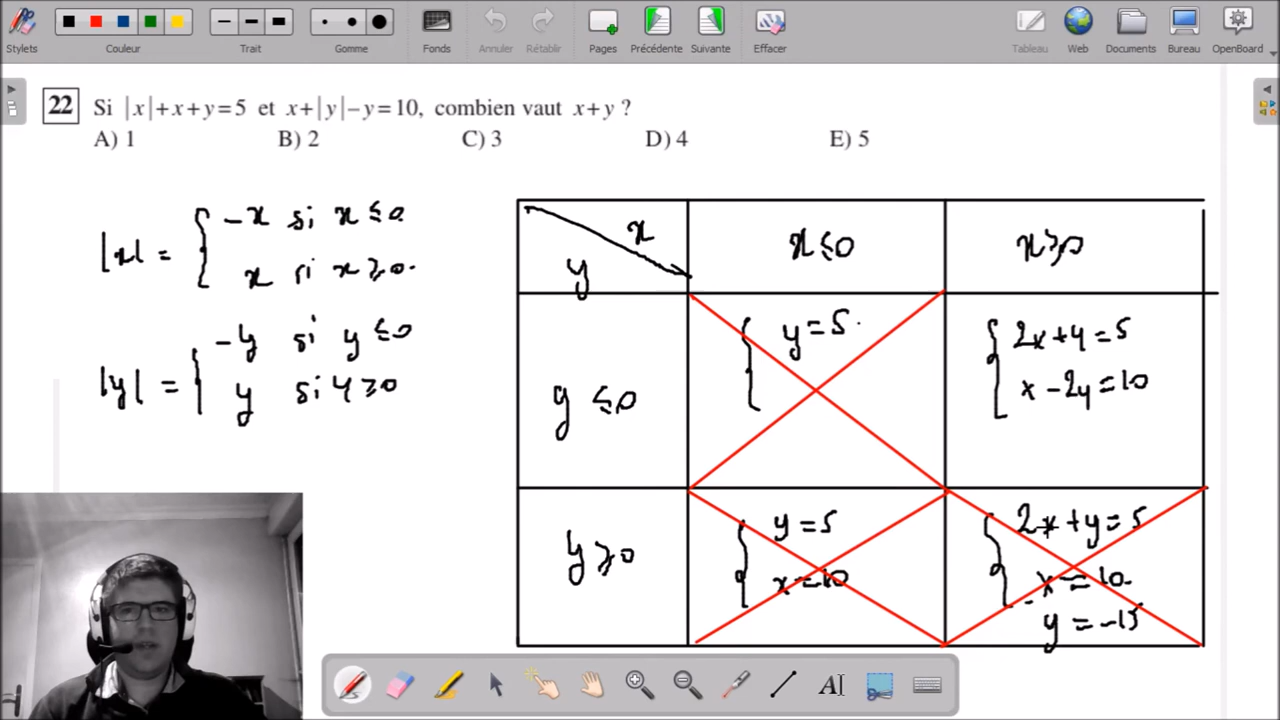 Stylets
Couleur
Trait
Gomme
Fonds
Annuler
Rétablir
Pages
Précédente
Suivante
Effacer
Tableau
Web
Documents
Bureau
OpenBoard
22 Si |x|+x+y=5 et x+|y|−y=10, combien vaut x+y ?
A) 1 B) 2 C) 3 D) 4 E) 5
|x| = { -x si x ≤ 0
x si x ≥ 0.
|y| = { -y si y ≤ 0
y si y ≥ 0
x
y
x ≤ 0
x ≥ 0
y ≤ 0
{ y = 5.
{ 2x + y = 5
x - 2y = 10
y ≥ 0
{ y = 5
x = 10
{ 2x + y = 5
x = 10
y = -15
AI